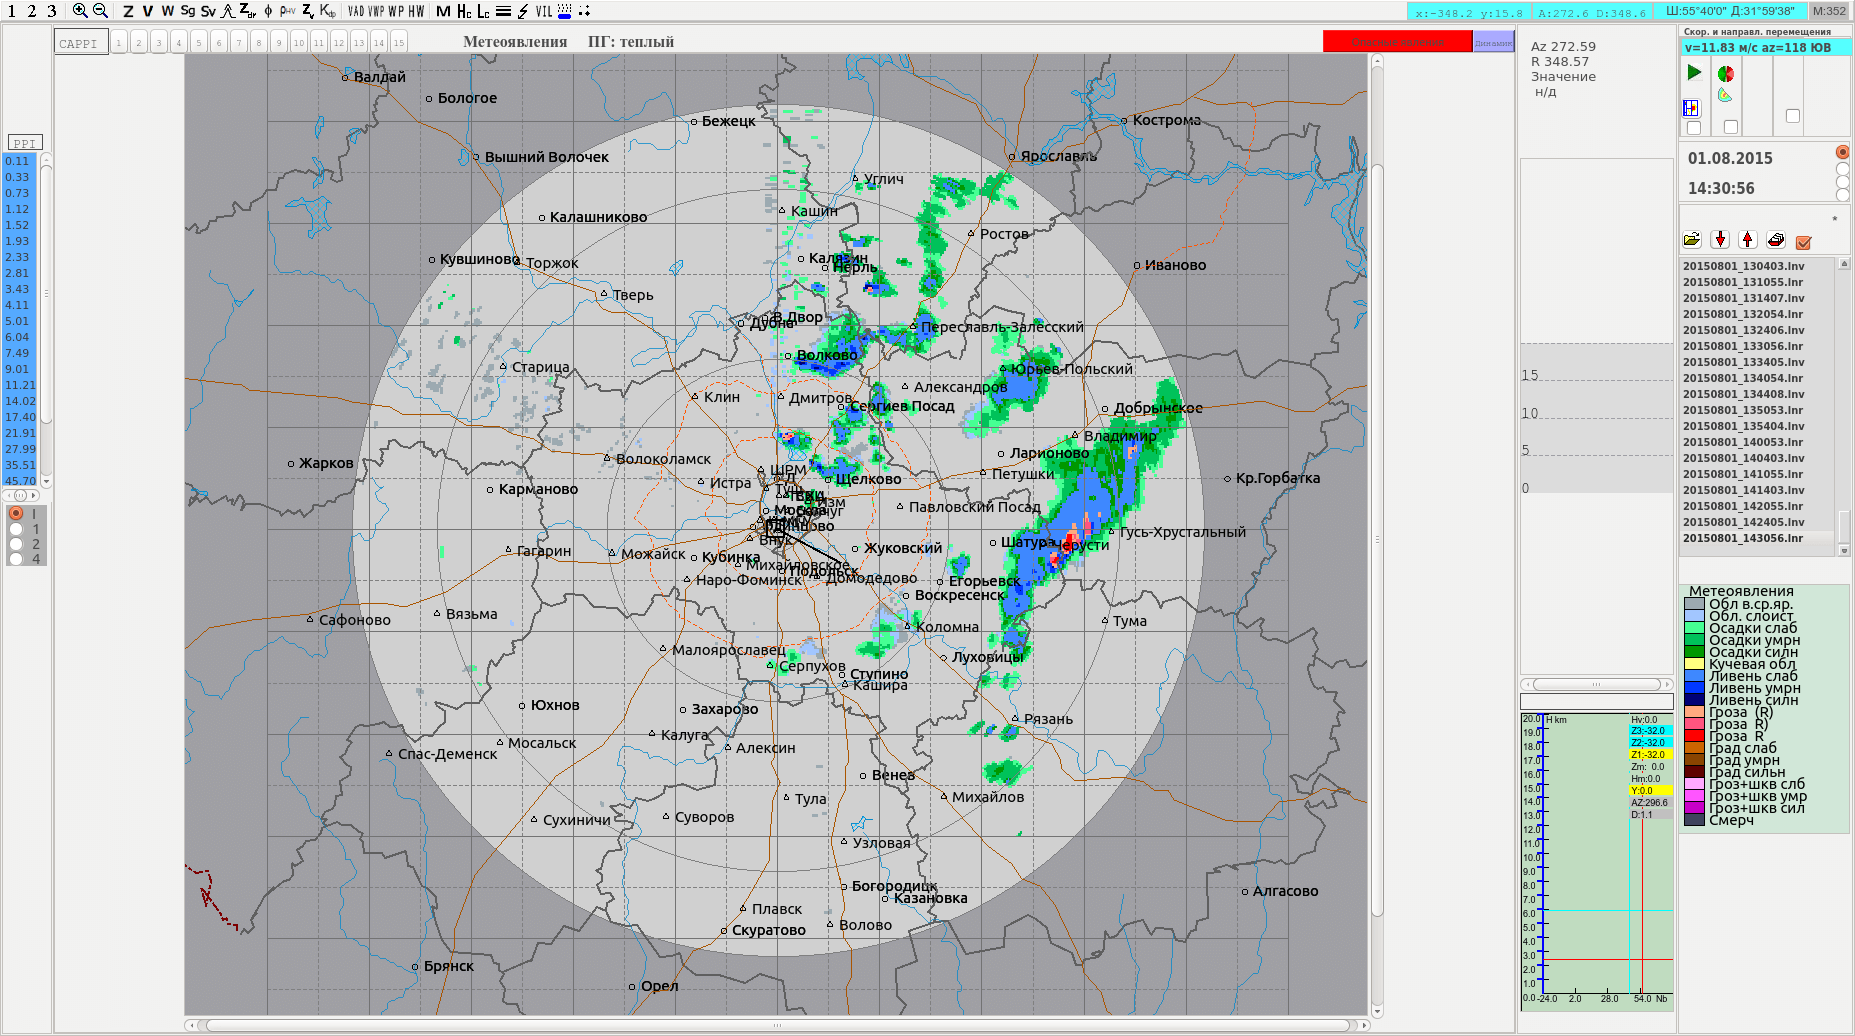 1 2 3 Z V W Sg Sv Z ф Z K VAD VWP WP HW M Hc Lc VIL
x:-348.2 y:15.8 A:272.6 D:348.6 Ш:55°40'0" Д:31°59'38" M:352
CAPPI 1 2 3 4 5 6 7 8 9 10 11 12 13 14 15
Метеоявления ПГ: теплый
Динамик
Az 272.59
R 348.57
Значение
н/д
Скор. и направл. перемещения
v=11.83 м/с az=118 ЮВ
01.08.2015
14:30:56
*
20150801_130403.lnv
20150801_131055.lnr
20150801_131407.lnv
20150801_132054.lnr
20150801_132406.lnv
20150801_133056.lnr
20150801_133405.lnv
20150801_134054.lnr
20150801_134408.lnv
20150801_135053.lnr
20150801_135404.lnv
20150801_140053.lnr
20150801_140403.lnv
20150801_141055.lnr
20150801_141403.lnv
20150801_142055.lnr
20150801_142405.lnv
20150801_143056.lnr
PPI
0.11
0.33
0.73
1.12
1.52
1.93
2.33
2.81
3.43
4.11
5.01
6.04
7.49
9.01
11.21
14.02
17.40
21.91
27.99
35.51
45.70
I
1
2
4
Валдай
Бологое
Бежецк
Кострома
Вышний Волочек
Ярославль
Углич
Кашин
Калашниково
Ростов
Кувшиново
Торжок
Калязин
Нерль
Иваново
Тверь
В.Двор
Дубна
Переславль-Залесский
Волково
Старица
Юрьев-Польский
Александров
Клин
Дмитров
Сергиев Посад
Добрынское
Владимир
Ларионово
Волоколамск
Жарков
ШРМ
Петушки
Карманово
Истра
Щелково
Кр.Горбатка
Павловский Посад
Москва
Одинцово
Гусь-Хрустальный
Шатура
Черусти
Внук
Жуковский
Гагарин
Можайск
Кубинка
Михайловское
Подольск
Домодедово
Наро-Фоминск
Егорьевск
Воскресенск
Вязьма
Сафоново
Коломна
Тума
Малоярославец
Серпухов
Луховицы
Ступино
Кашира
Юхнов
Захарово
Рязань
Мосальск
Калуга
Алексин
Спас-Деменск
Венев
Тула
Михайлов
Сухиничи
Суворов
Узловая
Богородицк
Казановка
Алгасово
Плавск
Скуратово
Волово
Брянск
Орел
15
10
5
0
Метеоявления
Обл в.ср.яр.
Обл. слоист
Осадки слаб
Осадки умрн
Осадки силн
Кучевая обл
Ливень слаб
Ливень умрн
Ливень силн
Гроза (R)
Гроза R)
Гроза R
Град слаб
Град умрн
Град сильн
Гроз+шкв слб
Гроз+шкв умр
Гроз+шкв сил
Смерч
H km
20.0
19.0
18.0
17.0
16.0
15.0
14.0
13.0
12.0
11.0
10.0
9.0
8.0
7.0
6.0
5.0
4.0
3.0
2.0
1.0
0.0
Hv:0.0
Z3:-32.0
Z2:-32.0
Z1:-32.0
Zm: 0.0
Hm:0.0
Y:0.0
AZ:296.6
D:1.1
-24.0 2.0 28.0 54.0 Nb